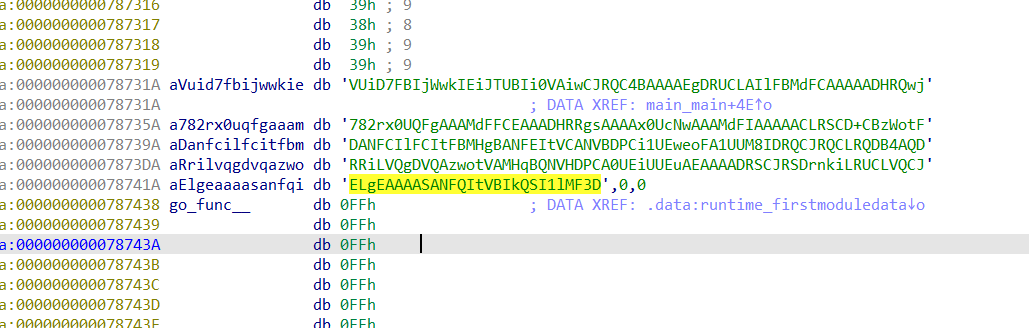 a:0000000000787316 db 39h ; 9
a:0000000000787317 db 38h ; 8
a:0000000000787318 db 39h ; 9
a:0000000000787319 db 39h ; 9
a:000000000078731A aVuid7fbijwwkie db 'VUiD7FBIjWwkIEiJTUBIi0VAiwCJRQC4BAAAAEgDRUCLAIlFBMdFCAAAAADHRQwj'
a:000000000078731A ; DATA XREF: main_main+4E↑o
a:000000000078735A a782rx0uqfgaaam db '782rx0UQFgAAAMdFFCEAAADHRRgsAAAAx0UcNwAAAMdFIAAAAACLRSCD+CBzWotF'
a:000000000078739A aDanfcilfcitfbm db 'DANFCIlFCItFBMHgBANFEItVCANVBDPCi1UEweoFA1UUM8IDRQCJRQCLRQDB4AQD'
a:00000000007873DA aRrilvqgdvqazwo db 'RRiLVQgDVQAzwotVAMHqBQNVHDPCA0UEiUUEuAEAAAADRSCJRSDrnkiLRUCLVQCJ'
a:000000000078741A aElgeaaaasanfqi db 'ELgEAAAASANFQItVBIkQSI1lMF3D',0,0
a:0000000000787438 go_func__ db 0FFh ; DATA XREF: .data:runtime_firstmoduledata↓o
a:0000000000787439 db 0FFh
a:000000000078743A db 0FFh
a:000000000078743B db 0FFh
a:000000000078743C db 0FFh
a:000000000078743D db 0FFh
a:000000000078743E db 0FFh